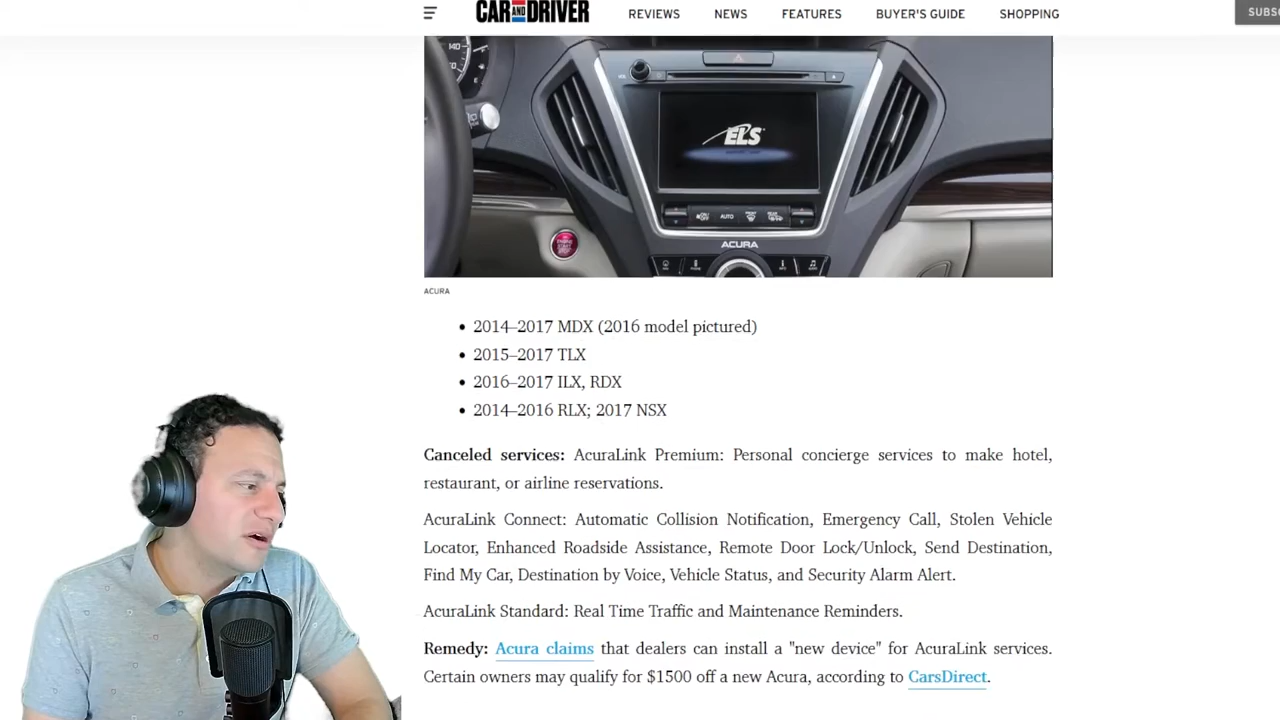 CAR AND DRIVER
REVIEWS NEWS FEATURES BUYER'S GUIDE SHOPPING
140
ELS
AUTO
ACURA
ENGINE
START
STOP
ACURA
• 2014–2017 MDX (2016 model pictured)
• 2015–2017 TLX
• 2016–2017 ILX, RDX
• 2014–2016 RLX; 2017 NSX
Canceled services: AcuraLink Premium: Personal concierge services to make hotel,
restaurant, or airline reservations.
AcuraLink Connect: Automatic Collision Notification, Emergency Call, Stolen Vehicle
Locator, Enhanced Roadside Assistance, Remote Door Lock/Unlock, Send Destination,
Find My Car, Destination by Voice, Vehicle Status, and Security Alarm Alert.
AcuraLink Standard: Real Time Traffic and Maintenance Reminders.
Remedy: Acura claims that dealers can install a "new device" for AcuraLink services.
Certain owners may qualify for $1500 off a new Acura, according to CarsDirect.